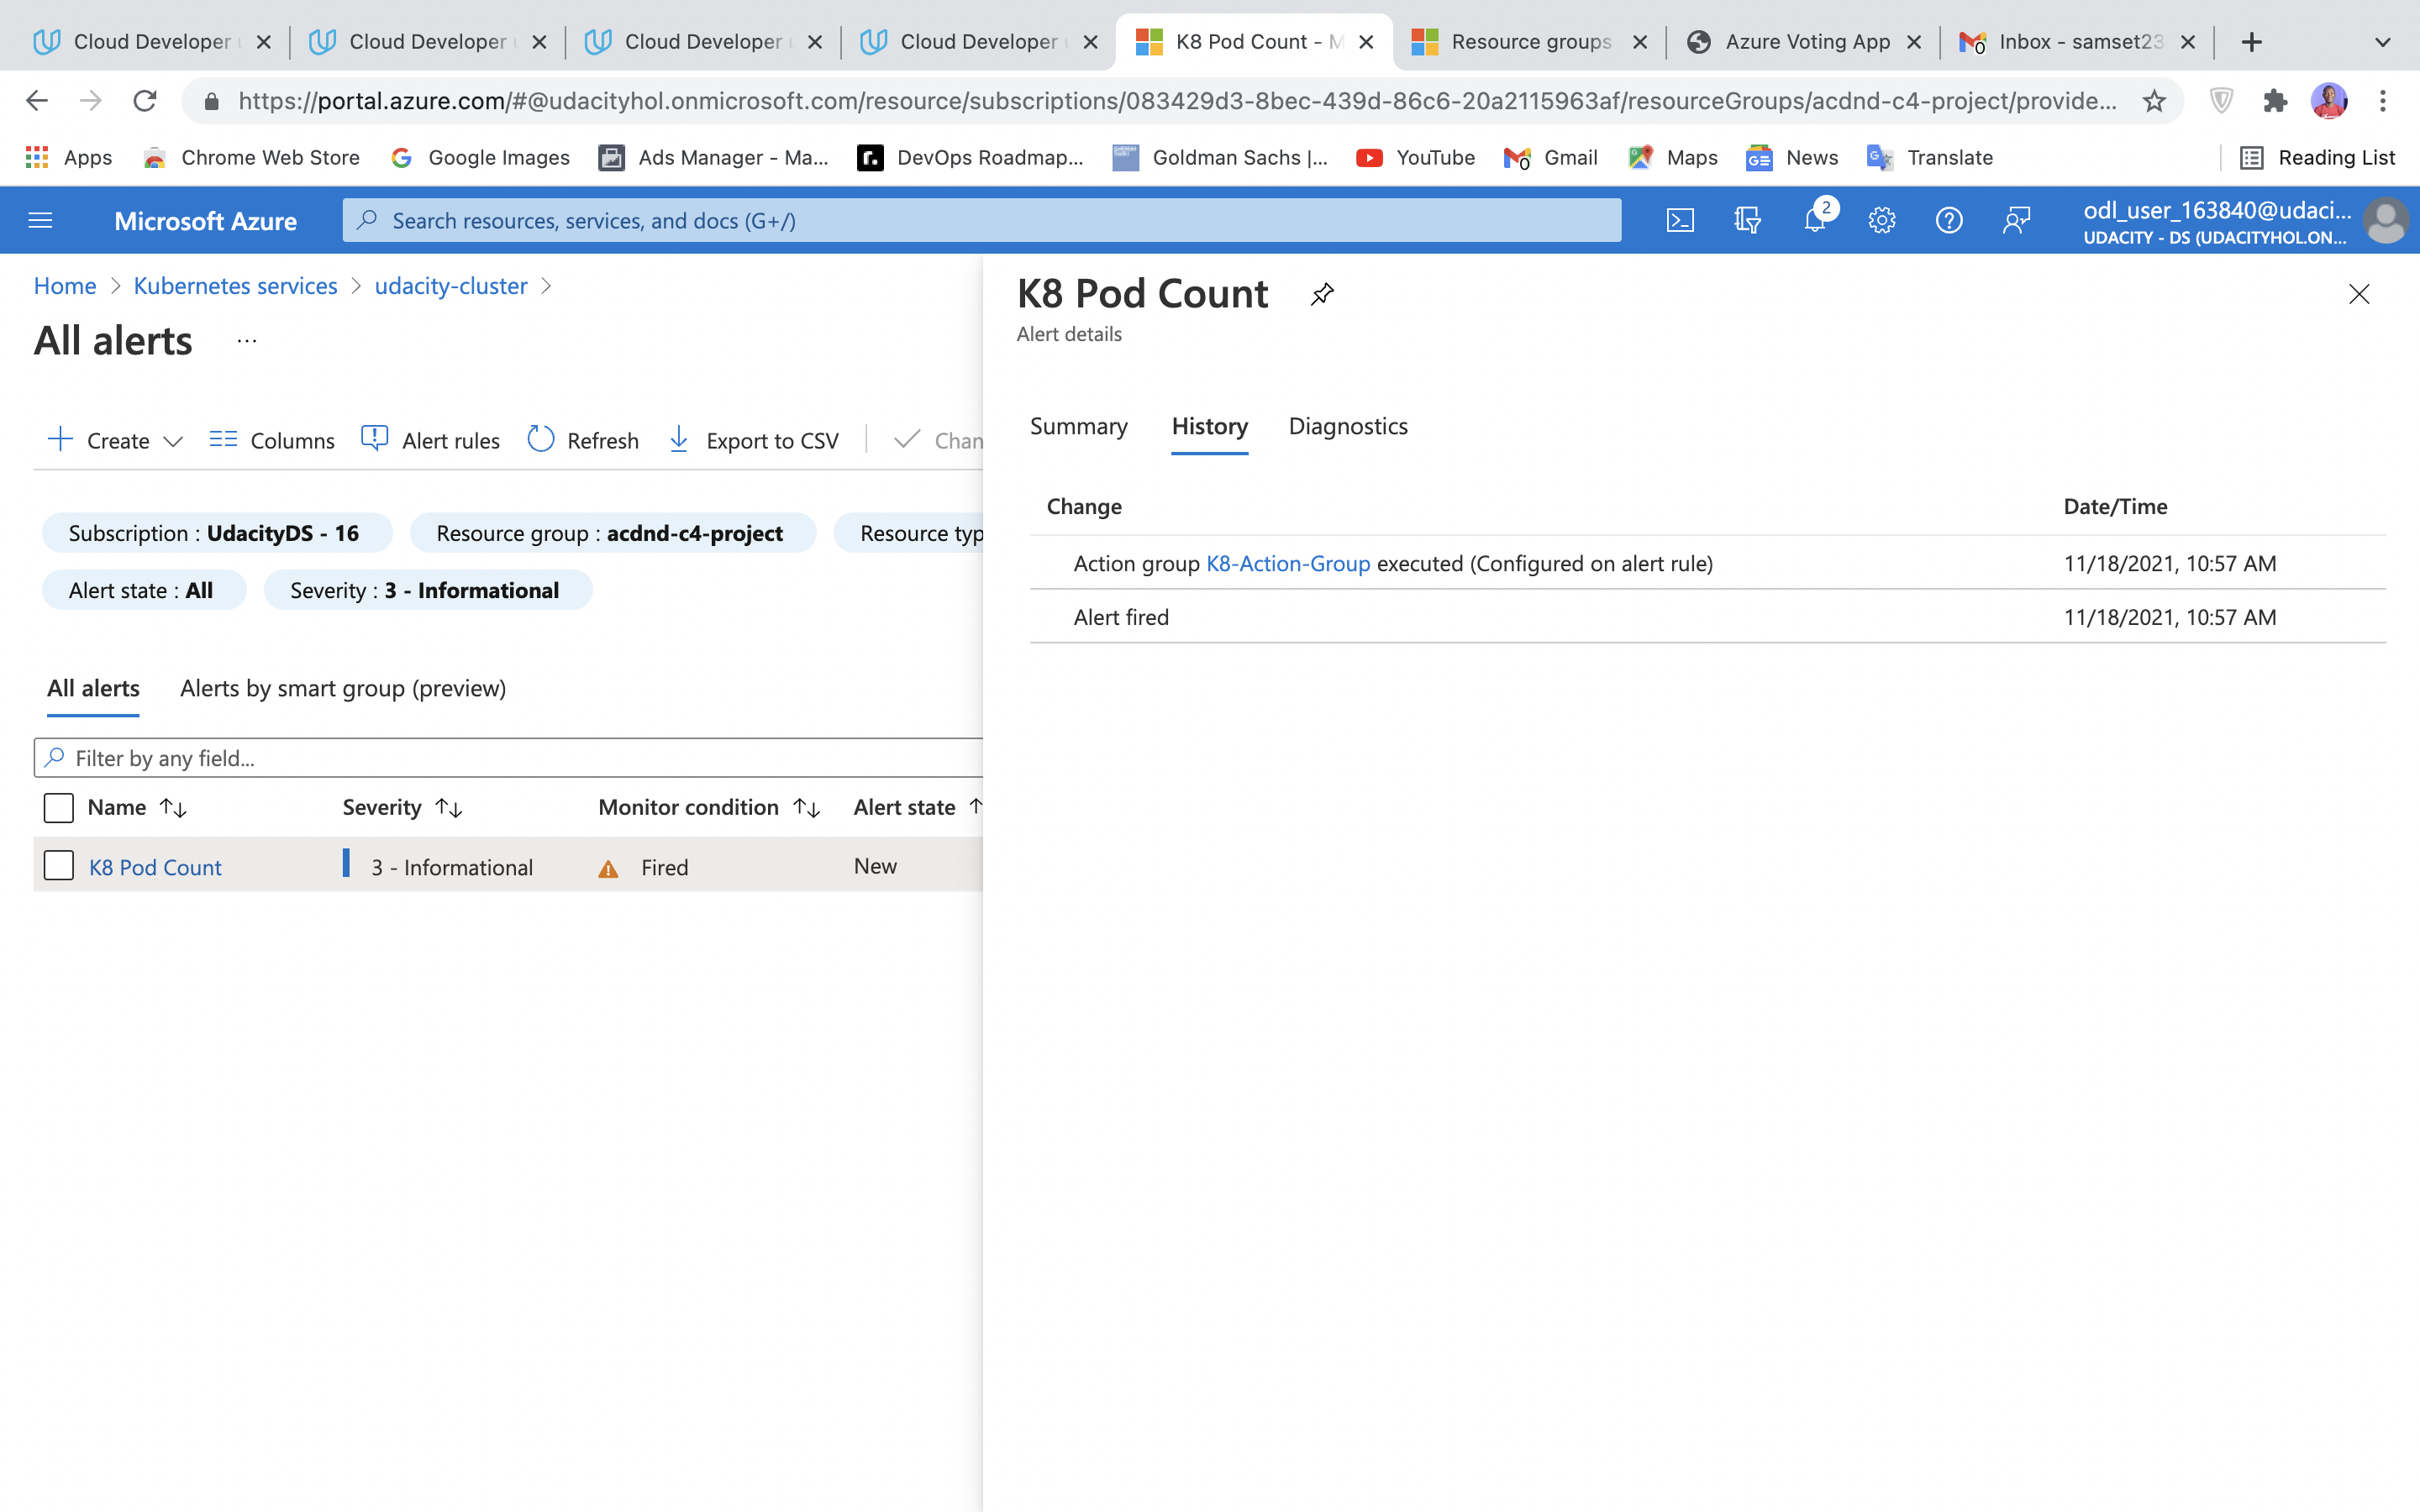 Cloud Developer
Cloud Developer
Cloud Developer
Cloud Developer
K8 Pod Count - M
Resource groups
Azure Voting App
Inbox - samset23
https://portal.azure.com/#@udacityhol.onmicrosoft.com/resource/subscriptions/083429d3-8bec-439d-86c6-20a2115963af/resourceGroups/acdnd-c4-project/provide...
Apps
Chrome Web Store
Google Images
Ads Manager - Ma...
DevOps Roadmap...
Goldman Sachs |...
YouTube
Gmail
Maps
News
Translate
Reading List
Microsoft Azure
Search resources, services, and docs (G+/)
2
odl_user_163840@udaci...
UDACITY - DS (UDACITYHOL.ON...
Home > Kubernetes services > udacity-cluster >
All alerts ...
Create
Columns
Alert rules
Refresh
Export to CSV
Chan
Subscription : UdacityDS - 16
Resource group : acdnd-c4-project
Resource typ
Alert state : All
Severity : 3 - Informational
All alerts
Alerts by smart group (preview)
Filter by any field...
Name
Severity
Monitor condition
Alert state
K8 Pod Count
3 - Informational
Fired
New
K8 Pod Count
Alert details
Summary
History
Diagnostics
Change
Date/Time
Action group K8-Action-Group executed (Configured on alert rule)
11/18/2021, 10:57 AM
Alert fired
11/18/2021, 10:57 AM